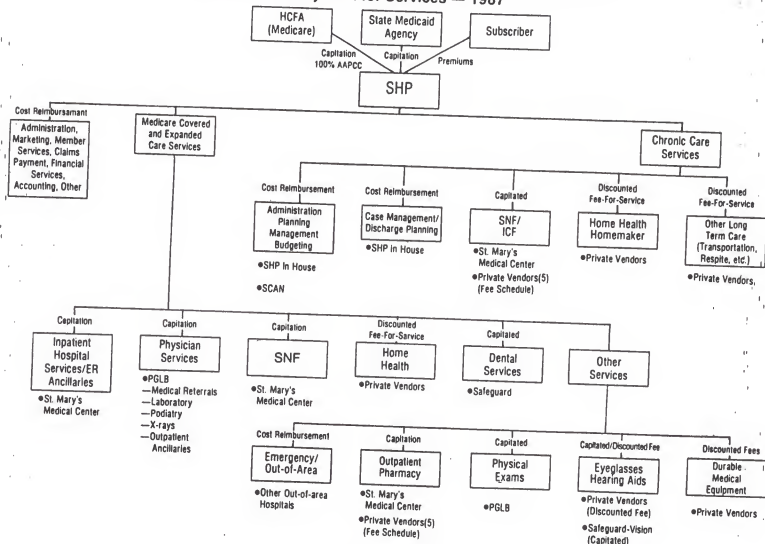 HCFA
(Medicare)
State Medicaid
Agency
Subscriber
Capitation
100% AAPCC
Capitation
Premiums
SHP
Cost Reimbursamant
Administration,
Marketing, Member
Services, Claims
Payment, Financial
Services,
Accounting, Other
Medicare Covered
and Expanded
Care Services
Chronic Care
Services
Cost Reimbursement
Administration
Planning
Management
Budgeting
●SHP In House
●SCAN
Cost Reimbursement
Case Management/
Discharge Planning
●SHP In House
Capitated
SNF/
ICF
●St. Mary's
Medical Center
●Private Vendors(5)
(Fee Schedule)
Discounted
Fee-For-Service
Home Health
Homemaker
●Private Vendors
Discounted
Fee-For-Service
Other Long
Term Care
(Transportation,
Respite, etc.)
●Private Vendors,
Capitation
Inpatient
Hospital
Services/ER
Ancillaries
●St. Mary's
Medical Center
Capitation
Physician
Services
●PGLB
—Medical Referrals
—Laboratory
—Podiatry
—X-rays
—Outpatient
Ancillaries
Capitation
SNF
●St. Mary's
Medical Center
Discounted
Fee-For-Sarvice
Home
Health
●Private Vendors
Capitated
Dental
Services
●Safeguard
Other
Services
Cost Reimbursement
Emergency/
Out-of-Area
●Other Out-of-area
Hospitals
Capitation
Outpatient
Pharmacy
●St. Mary's
Medical Center
●Private Vendors(5)
(Fee Schedule)
Capitated
Physical
Exams
●PGLB
Capitated/Discounted Fee
Eyeglasses
Hearing Aids
●Private Vendors
(Discounted Fee)
●Safeguard-Vision
(Capitated)
Discounted Fees
Durable
Medical
Equipment
●Private Vendors